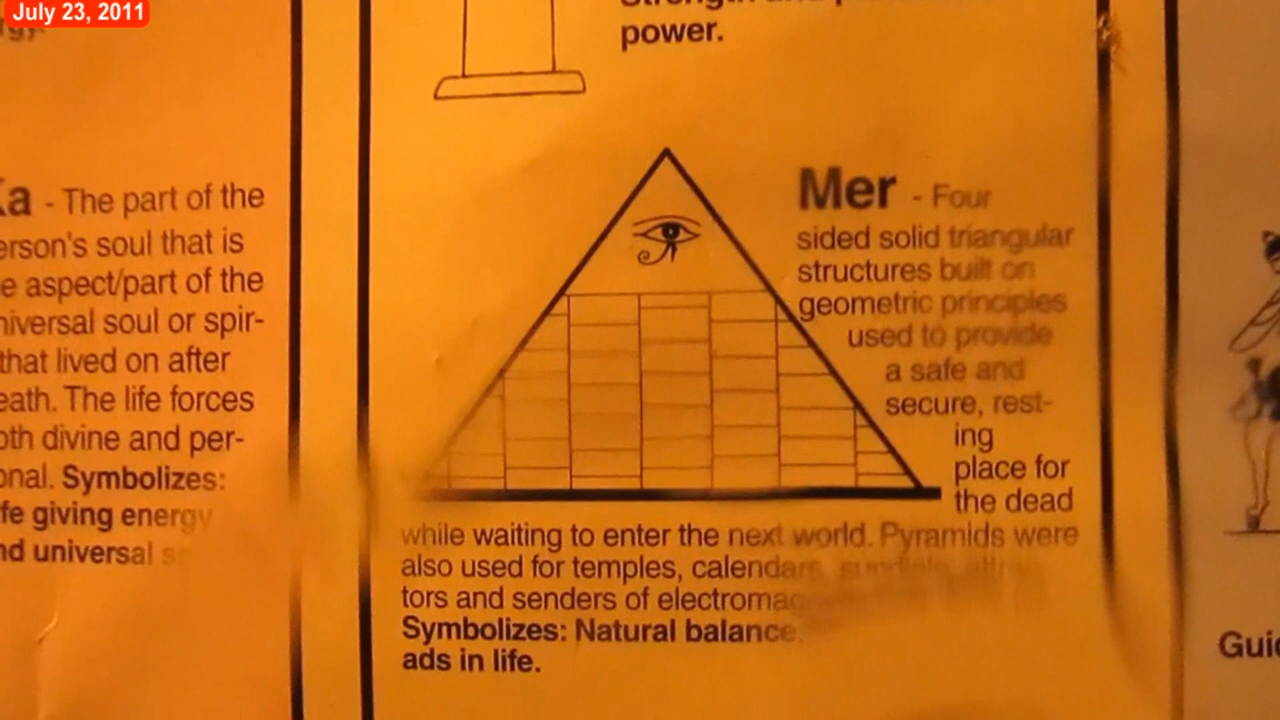 July 23, 2011
power.
a - The part of the
erson's soul that is
e aspect/part of the
niversal soul or spir-
that lived on after
eath. The life forces
oth divine and per-
onal. Symbolizes:
fe giving energy
nd universal
Mer - Four
sided solid triangular
structures built on
geometric principles
used to provide
a safe and
secure, rest-
ing
place for
the dead
while waiting to enter the next world. Pyramids were
also used for temples, calendars,
tors and senders of
Symbolizes: Natural balance
ads in life.
Gui